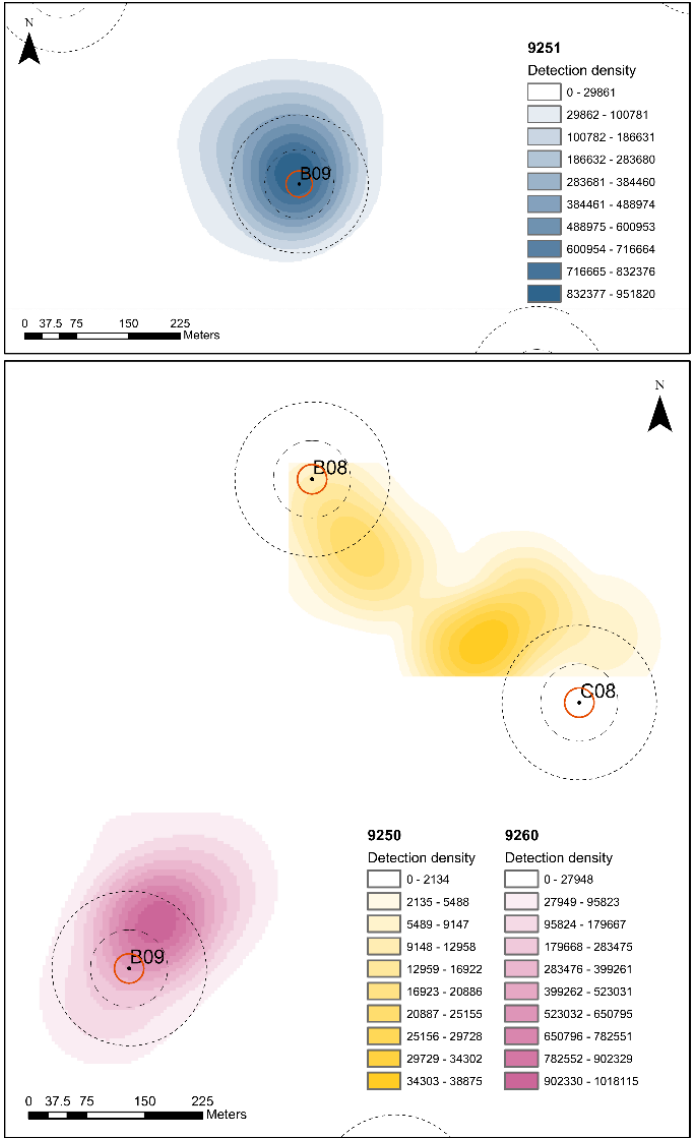 N
9251
Detection density
0 - 29861
29862 - 100781
100782 - 186631
186632 - 283680
283681 - 384460
384461 - 488974
488975 - 600953
600954 - 716664
716665 - 832376
832377 - 951820
B09
0 37.5 75 150 225
Meters
N
B08
C08
B09
9250
Detection density
0 - 2134
2135 - 5488
5489 - 9147
9148 - 12958
12959 - 16922
16923 - 20886
20887 - 25155
25156 - 29728
29729 - 34302
34303 - 38875
9260
Detection density
0 - 27948
27949 - 95823
95824 - 179667
179668 - 283475
283476 - 399261
399262 - 523031
523032 - 650795
650796 - 782551
782552 - 902329
902330 - 1018115
0 37.5 75 150 225
Meters